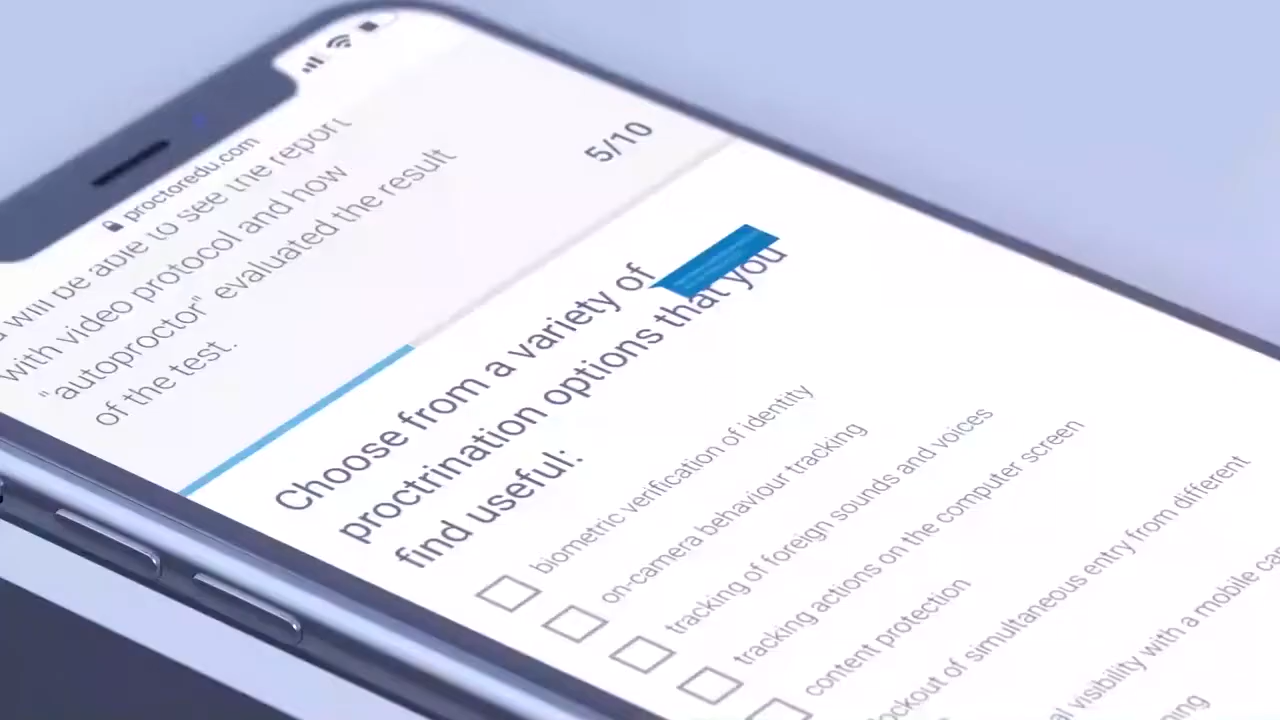 proctoredu.com
will be able to see the report
with video protocol and how
"autoproctor" evaluated the result
of the test.
5/10
Choose from a variety of
proctrination options that you
find useful:
biometric verification of identity
on-camera behaviour tracking
tracking of foreign sounds and voices
tracking actions on the computer screen
content protection
of simultaneous entry from different
visibility with a mobile